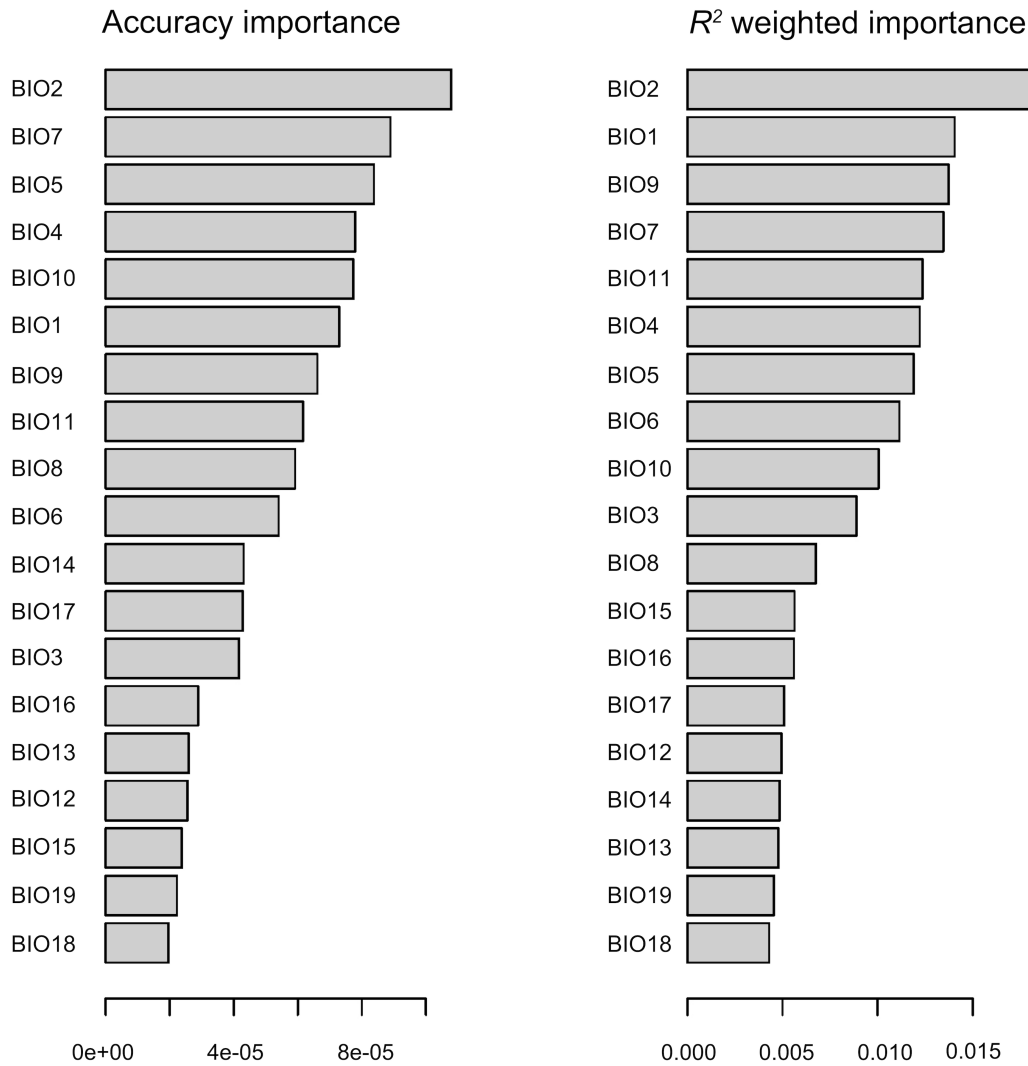 Accuracy importance
BIO2
BIO7
BIO5
BIO4
BIO10
BIO1
BIO9
BIO11
BIO8
BIO6
BIO14
BIO17
BIO3
BIO16
BIO13
BIO12
BIO15
BIO19
BIO18
0e+00 4e-05 8e-05
R² weighted importance
BIO2
BIO1
BIO9
BIO7
BIO11
BIO4
BIO5
BIO6
BIO10
BIO3
BIO8
BIO15
BIO16
BIO17
BIO12
BIO14
BIO13
BIO19
BIO18
0.000 0.005 0.010 0.015